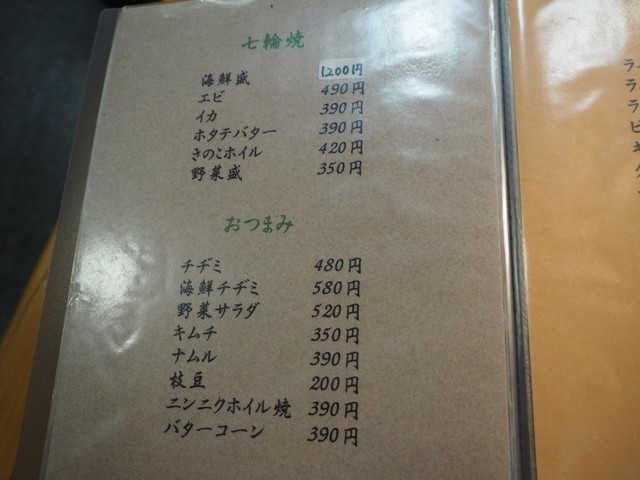 七輪焼
海鮮盛 1200円
エビ 490円
イカ 390円
ホタテバター 390円
きのこホイル 420円
野菜盛 350円
おつまみ
チヂミ 480円
海鮮チヂミ 580円
野菜サラダ 520円
キムチ 350円
ナムル 390円
枝豆 200円
ニンニクホイル焼 390円
バターコーン 390円
ラ
ラ
ラ
ビ
キ